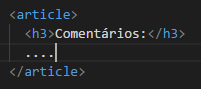 <article>
<h3>Comentários:</h3>
....
</article>